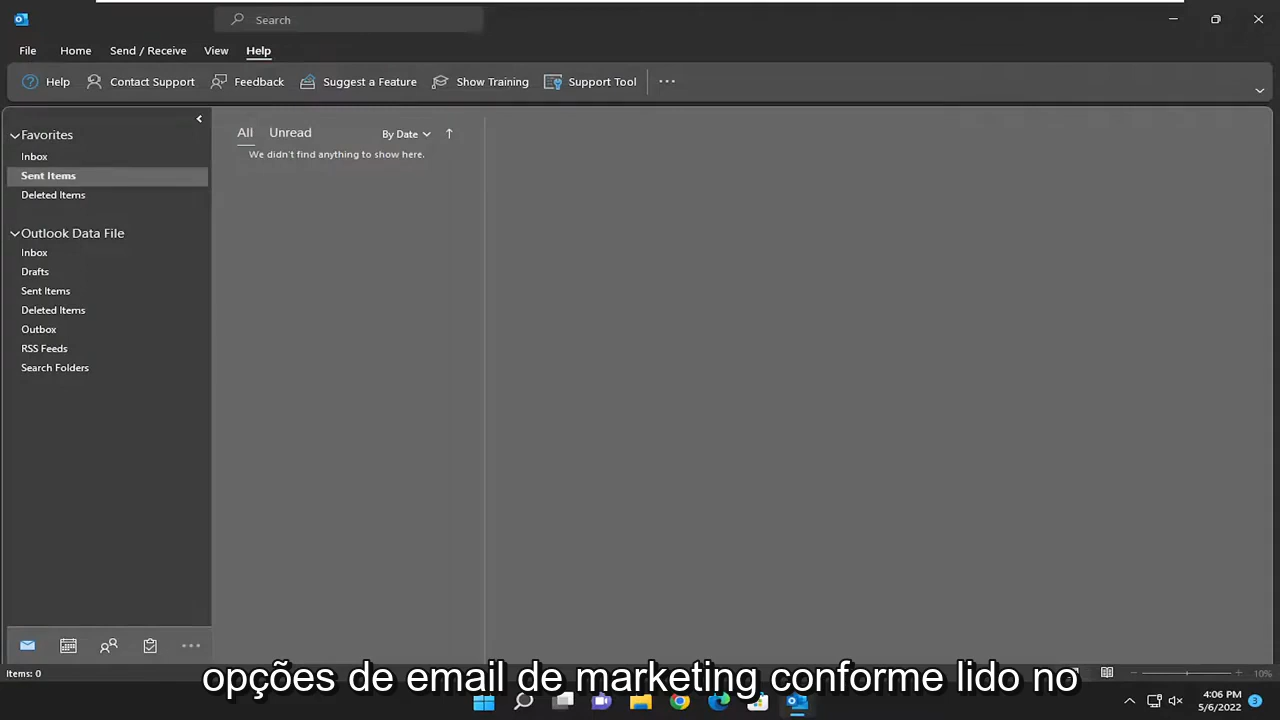 Search
File Home Send / Receive View Help
Help Contact Support Feedback Suggest a Feature Show Training Support Tool
Favorites
Inbox
Sent Items
Deleted Items
Outlook Data File
Inbox
Drafts
Sent Items
Deleted Items
Outbox
RSS Feeds
Search Folders
All Unread By Date
We didn't find anything to show here.
Items: 0
10%
opções de email de marketing conforme lido no
4:06 PM
5/6/2022
3